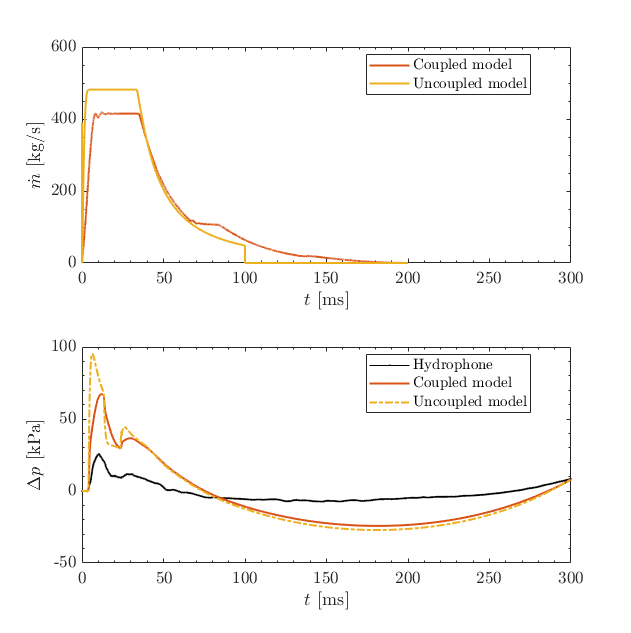 600
400
200
0
ṁ [kg/s]
Coupled model
Uncoupled model
0 50 100 150 200 250 300
t [ms]
100
50
0
-50
Δp [kPa]
Hydrophone
Coupled model
Uncoupled model
0 50 100 150 200 250 300
t [ms]